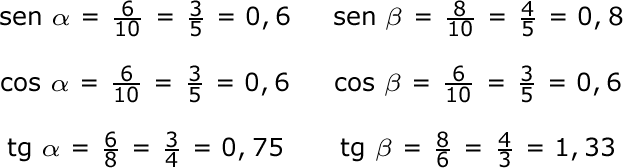 sen α = 6/10 = 3/5 = 0,6    sen β = 8/10 = 4/5 = 0,8
cos α = 6/10 = 3/5 = 0,6    cos β = 6/10 = 3/5 = 0,6
tg α = 6/8 = 3/4 = 0,75    tg β = 8/6 = 4/3 = 1,33